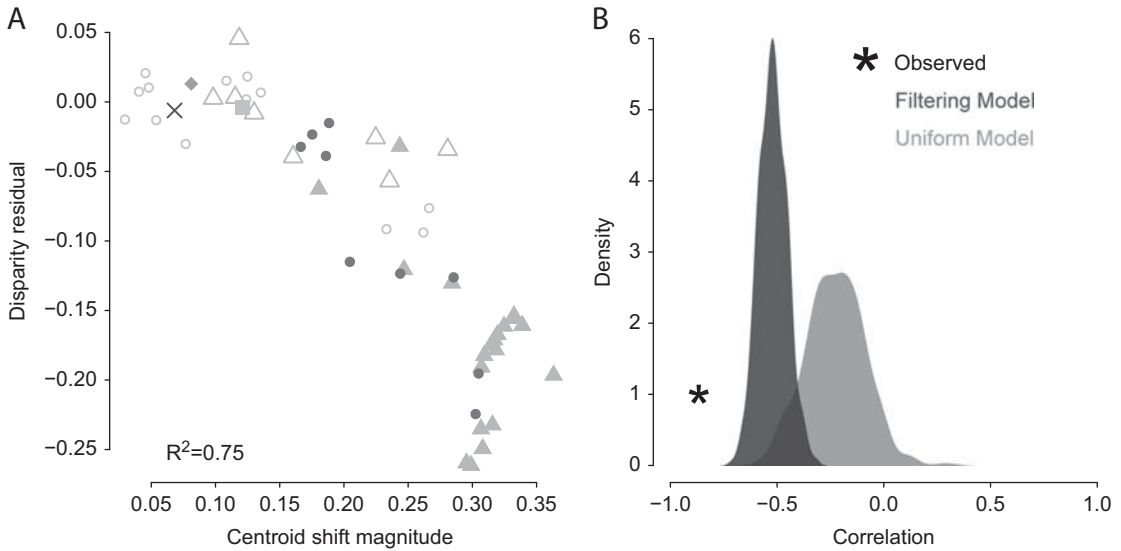 A
0.05
0.00
−0.05
−0.10
−0.15
−0.20
−0.25
Disparity residual
R²=0.75
0.05 0.10 0.15 0.20 0.25 0.30 0.35
Centroid shift magnitude
B
6
5
4
3
2
1
0
Density
* Observed
Filtering Model
Uniform Model
*
−1.0 −0.5 0.0 0.5 1.0
Correlation